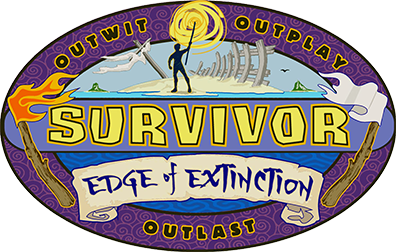 OUTWIT OUTPLAY
SURVIVOR
EDGE of EXTINCTION
OUTLAST